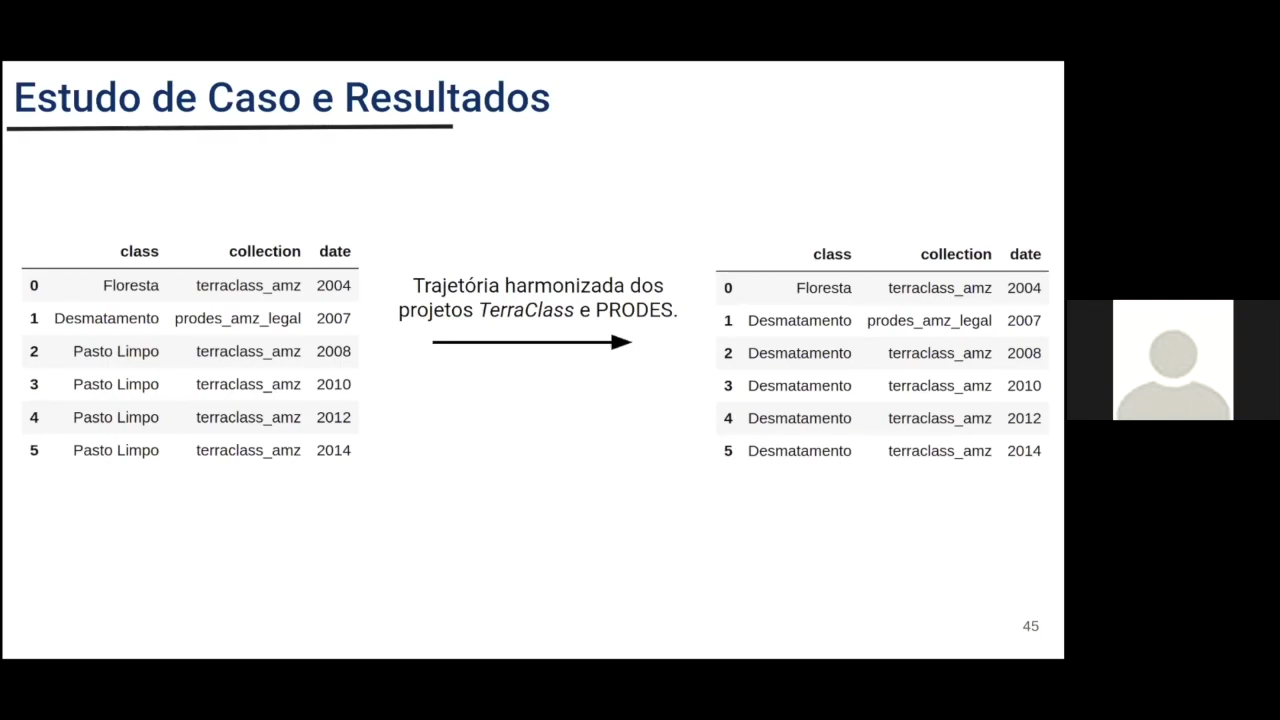 Estudo de Caso e Resultados
class collection date
0 Floresta terraclass_amz 2004
1 Desmatamento prodes_amz_legal 2007
2 Pasto Limpo terraclass_amz 2008
3 Pasto Limpo terraclass_amz 2010
4 Pasto Limpo terraclass_amz 2012
5 Pasto Limpo terraclass_amz 2014
Trajetória harmonizada dos
projetos TerraClass e PRODES.
class collection date
0 Floresta terraclass_amz 2004
1 Desmatamento prodes_amz_legal 2007
2 Desmatamento terraclass_amz 2008
3 Desmatamento terraclass_amz 2010
4 Desmatamento terraclass_amz 2012
5 Desmatamento terraclass_amz 2014
45